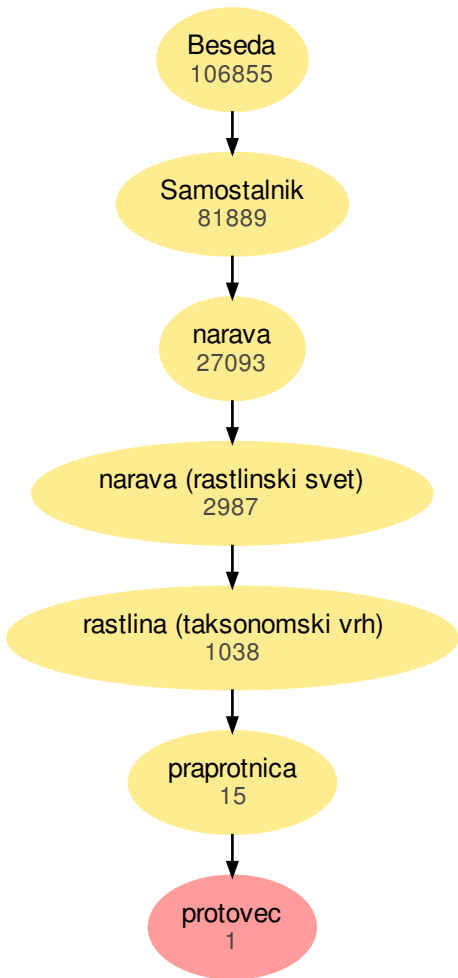 Beseda
106855
Samostalnik
81889
narava
27093
narava (rastlinski svet)
2987
rastlina (taksonomski vrh)
1038
praprotnica
15
protovec
1